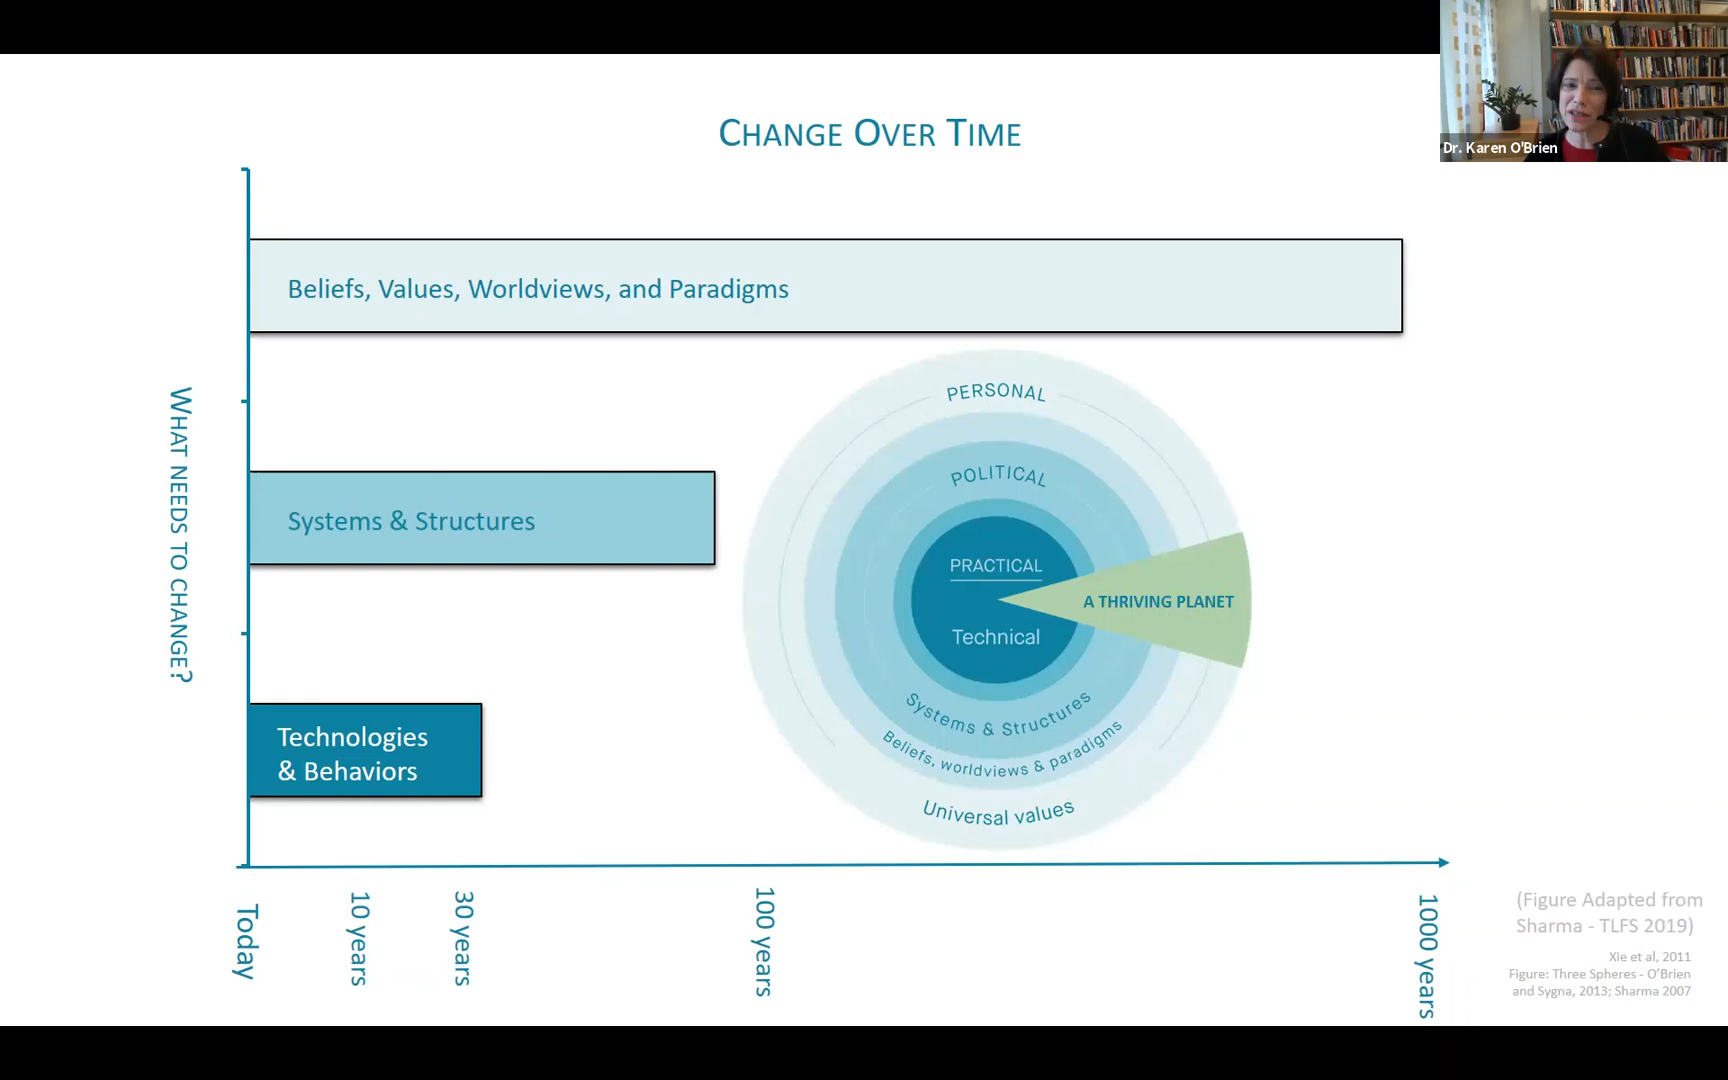 Dr. Karen O'Brien
CHANGE OVER TIME
WHAT NEEDS TO CHANGE?
Beliefs, Values, Worldviews, and Paradigms
Systems & Structures
Technologies
& Behaviors
PERSONAL
POLITICAL
PRACTICAL
Technical
A THRIVING PLANET
Systems & Structures
Beliefs, worldviews & paradigms
Universal values
Today
10 years
30 years
100 years
1000 years
(Figure Adapted from
Sharma - TLFS 2019)
Xie et al, 2011
Figure: Three Spheres - O’Brien
and Sygna, 2013; Sharma 2007